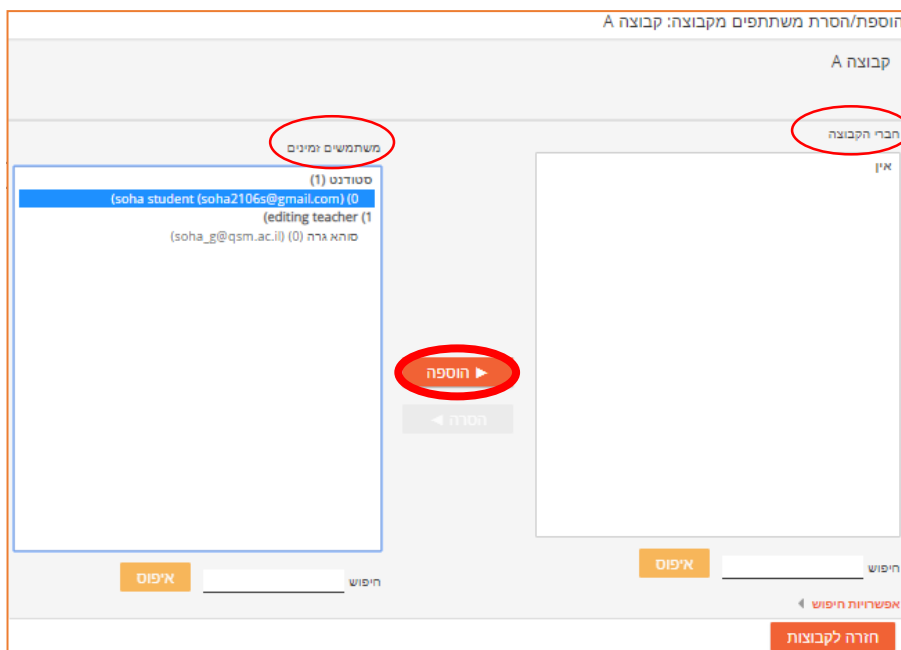 הוספת/הסרת משתתפים מקבוצה: קבוצה A
קבוצה A
חברי הקבוצה
אין
חיפוש
איפוס
אפשרויות חיפוש
◄ הוספה
הסרה ►
משתמשים זמינים
סטודנט (1)
(soha student (soha2106s@gmail.com) (0
(editing teacher (1
סוהא גרה (0) (soha_g@qsm.ac.il)
חיפוש
איפוס
חזרה לקבוצות